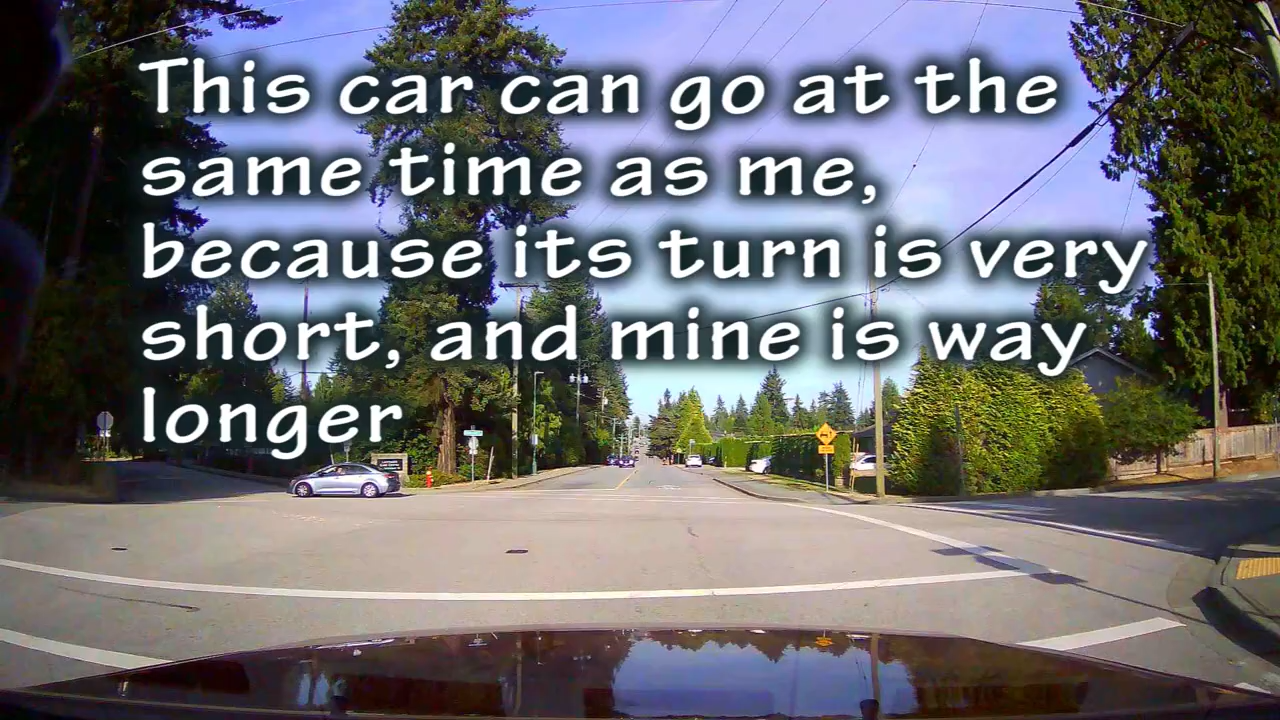 This car can go at the
same time as me,
because its turn is very
short, and mine is way
longer